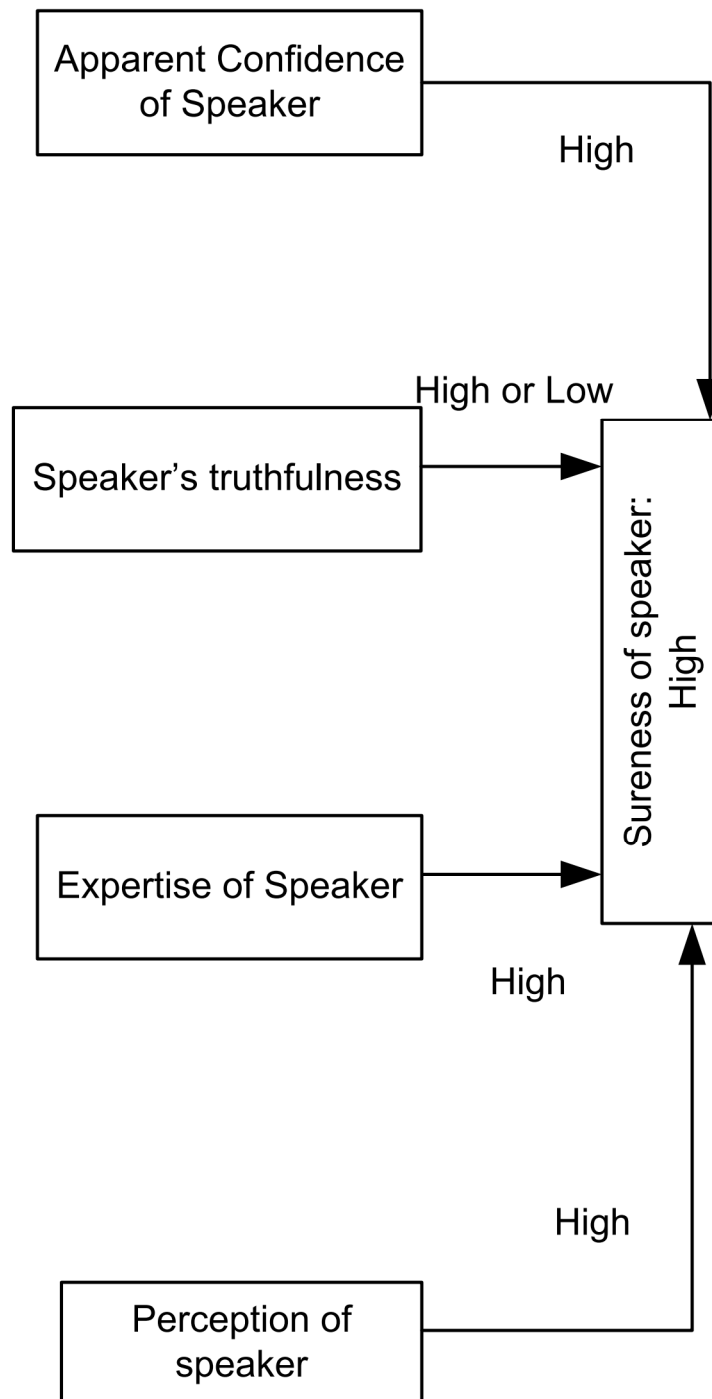 Apparent Confidence
of Speaker
High
High or Low
Speaker’s truthfulness
Sureness of speaker:
High
Expertise of Speaker
High
High
Perception of
speaker